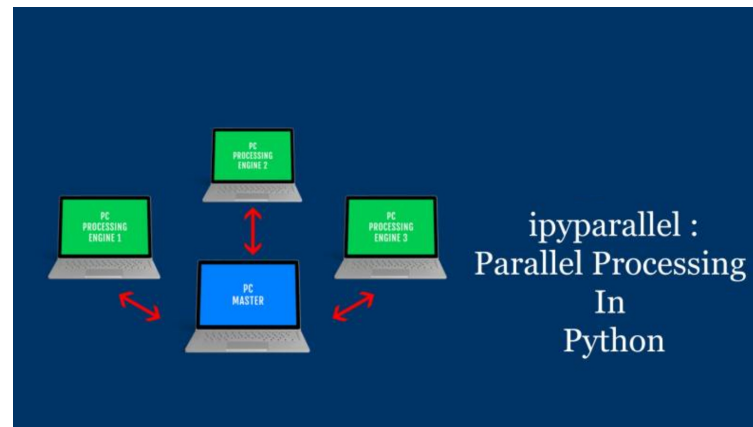 PC
PROCESSING
ENGINE 2
PC
PROCESSING
ENGINE 1
PC
PROCESSING
ENGINE 3
PC
MASTER
ipyparallel :
Parallel Processing
In
Python